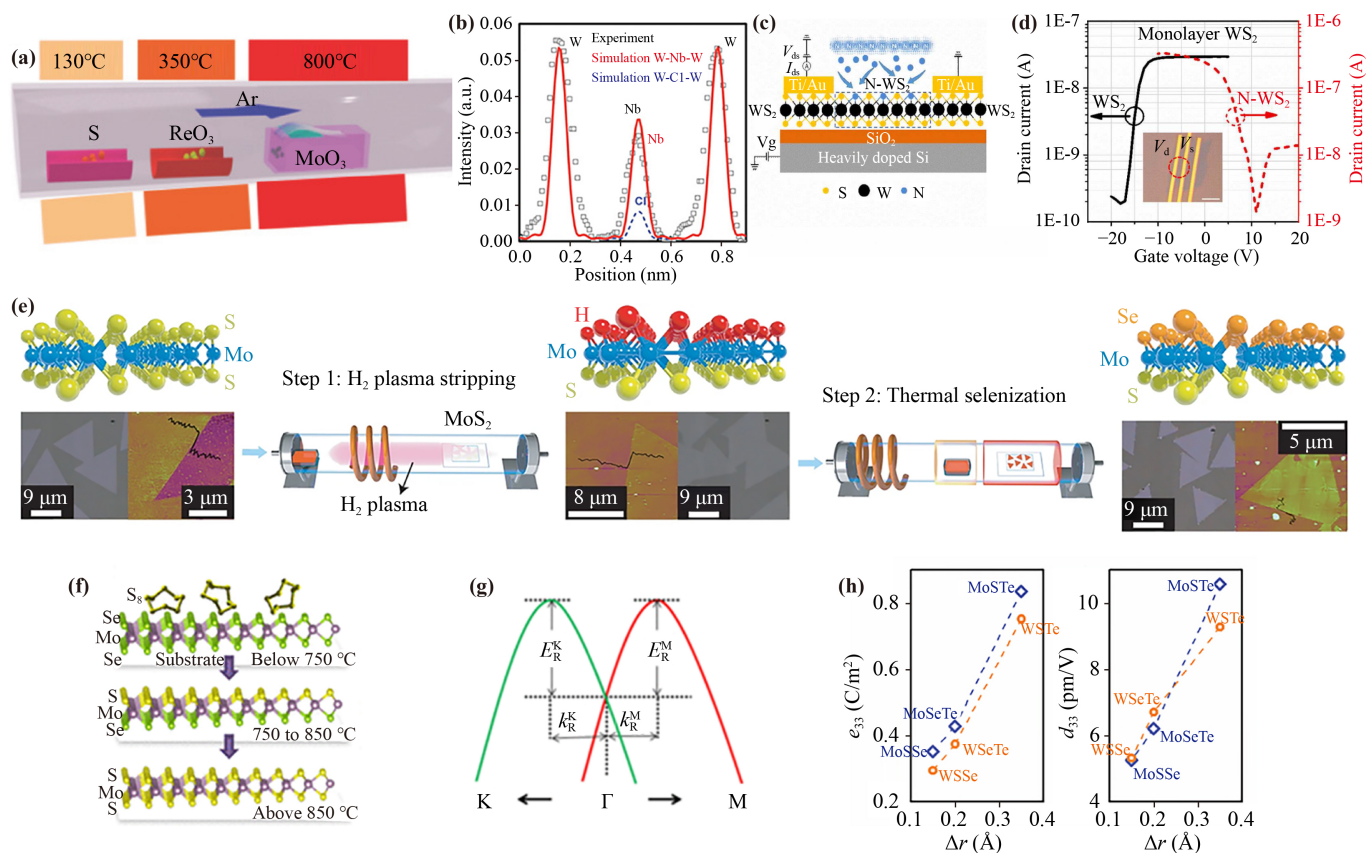 (a)
130°C
350°C
800°C
Ar
S
ReO₃
MoO₃
(b)
0.06
0.05
0.04
0.03
0.02
0.01
0.00
Intensity (a.u.)
W
Experiment
Simulation W-Nb-W
Simulation W-C1-W
W
Nb
Nb
Cl
0.0
0.2
0.4
0.6
0.8
Position (nm)
(c)
V_ds
A
I_ds
Ti/Au
N-WS₂
Ti/Au
WS₂
WS₂
SiO₂
Vg
Heavily doped Si
S
W
N
(d)
1E-7
1E-8
1E-9
1E-10
Drain current (A)
Monolayer WS₂
WS₂
N-WS₂
V_d
V_s
1E-6
1E-7
1E-8
1E-9
Drain current (A)
−20
−10
0
10
20
Gate voltage (V)
(e)
S
Mo
S
9 μm
3 μm
Step 1: H₂ plasma stripping
MoS₂
H₂ plasma
H
Mo
S
8 μm
9 μm
Step 2: Thermal selenization
Se
Mo
S
9 μm
5 μm
(f)
S₈
Se
Mo
Se
Substrate
Below 750 °C
S
Mo
Se
750 to 850 °C
S
Mo
S
Above 850 °C
(g)
E_R^K
E_R^M
k_R^K
k_R^M
K
Γ
M
(h)
0.8
0.6
0.4
0.2
e₃₃ (C/m²)
MoSTe
WSTe
MoSeTe
MoSSe
WSeTe
WSSe
0.1
0.2
0.3
0.4
Δr (Å)
10
8
6
4
d₃₃ (pm/V)
MoSTe
WSTe
WSeTe
MoSeTe
WSSe
MoSSe
0.1
0.2
0.3
0.4
Δr (Å)